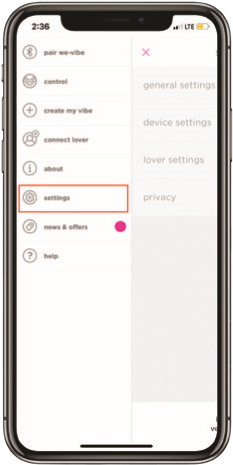 2:36
LTE
pair we-vibe
control
create my vibe
connect lover
about
settings
news & offers
help
general settings
device settings
lover settings
privacy